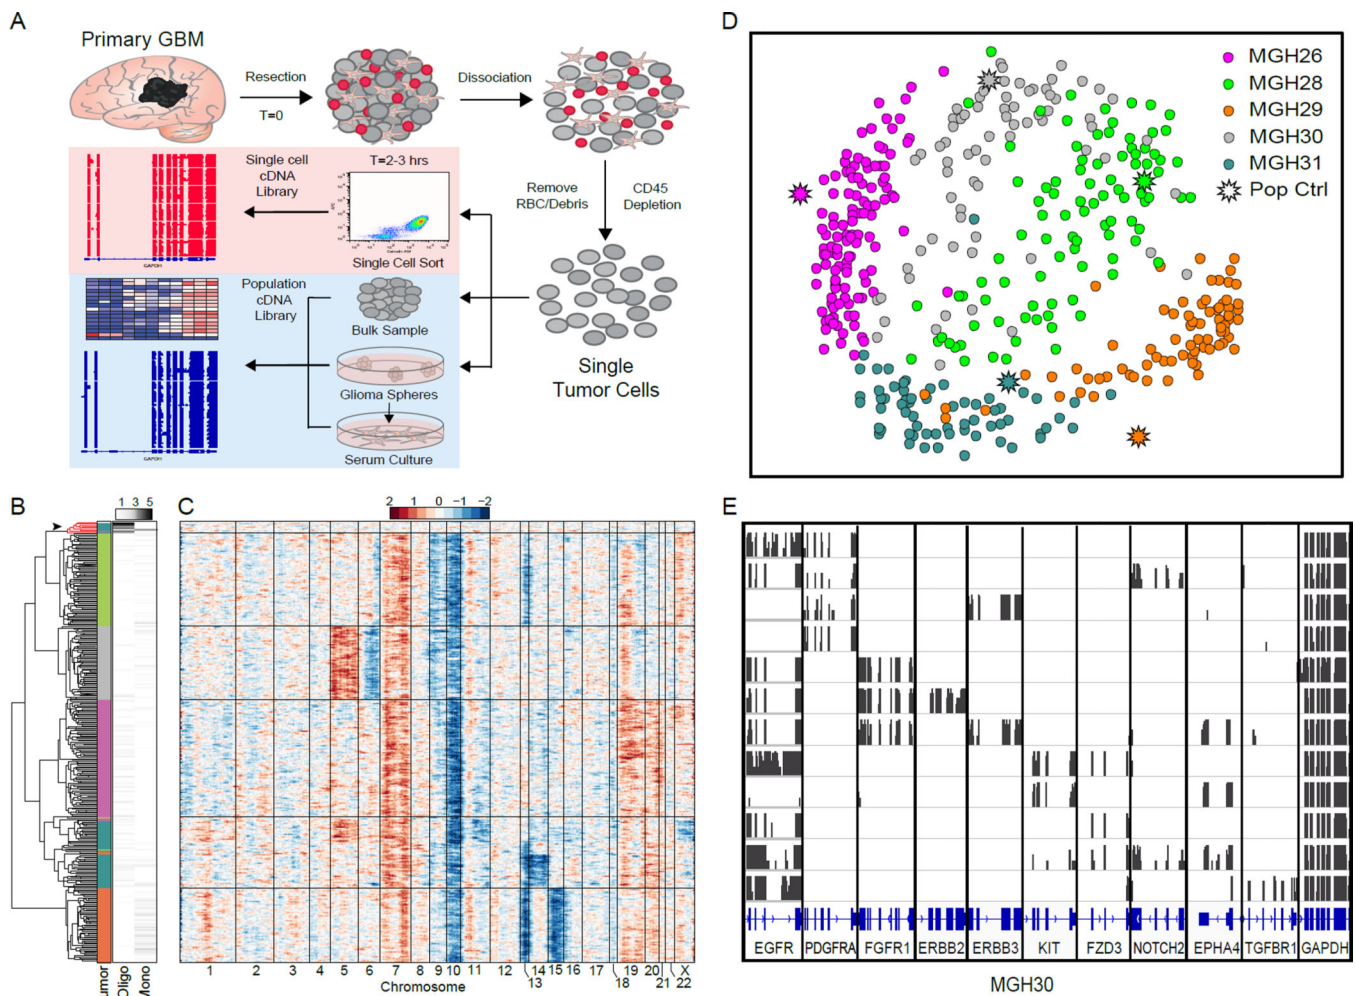 A
Primary GBM
Resection
T=0
Dissociation
Single cell
cDNA
Library
T=2-3 hrs
Single Cell Sort
GAPDH
Remove
RBC/Debris
CD45
Depletion
Population
cDNA
Library
Bulk Sample
Glioma Spheres
Serum Culture
GAPDH
Single
Tumor Cells
D
MGH26
MGH28
MGH29
MGH30
MGH31
Pop Ctrl
B
1 3 5
Tumor
Oligo
Mono
C
2 1 0 -1 -2
1 2 3 4 5 6 7 8 9 10 11 12 14 15 16 17 19 20 X
13 18 21 22
Chromosome
E
EGFR PDGFRA FGFR1 ERBB2 ERBB3 KIT FZD3 NOTCH2 EPHA4 TGFBR1 GAPDH
MGH30